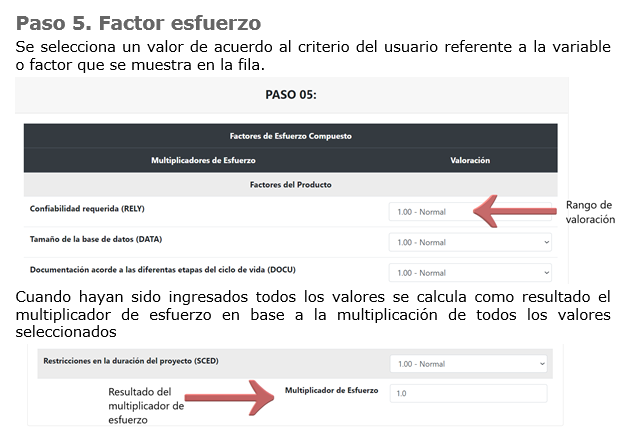 Paso 5. Factor esfuerzo
Se selecciona un valor de acuerdo al criterio del usuario referente a la variable
o factor que se muestra en la fila.
PASO 05:
Factores de Esfuerzo Compuesto
Multiplicadores de Esfuerzo Valoración
Factores del Producto
Confiabilidad requerida (RELY) 1.00 - Normal
Rango de
valoración
Tamaño de la base de datos (DATA) 1.00 - Normal
Documentación acorde a las diferentas etapas del ciclo de vida (DOCU) 1.00 - Normal
Cuando hayan sido ingresados todos los valores se calcula como resultado el
multiplicador de esfuerzo en base a la multiplicación de todos los valores
seleccionados
Restricciones en la duración del proyecto (SCED) 1.00 - Normal
Resultado del
multiplicador de
esfuerzo
Multiplicador de Esfuerzo 1.0